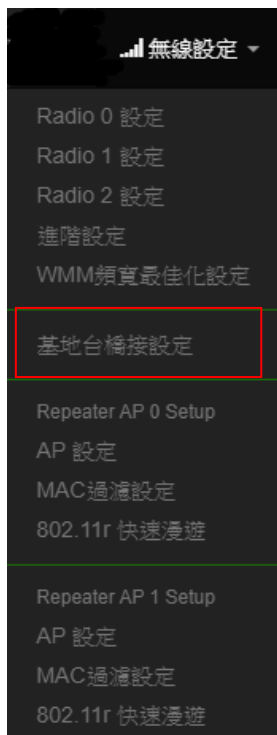 無線設定
Radio 0 設定
Radio 1 設定
Radio 2 設定
進階設定
WMM頻寬最佳化設定
基地台橋接設定
Repeater AP 0 Setup
AP 設定
MAC過濾設定
802.11r 快速漫遊
Repeater AP 1 Setup
AP 設定
MAC過濾設定
802.11r 快速漫遊